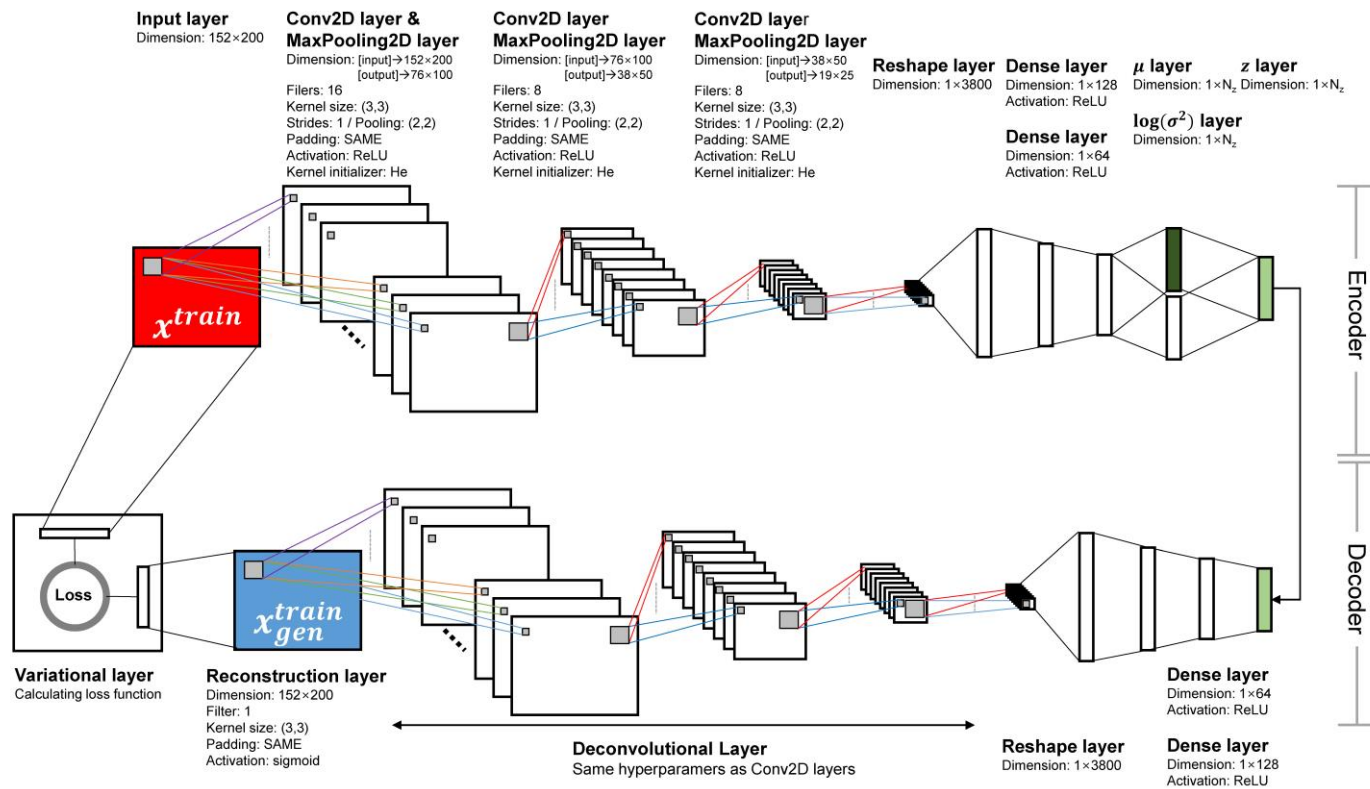 Input layer
Dimension: 152×200
Conv2D layer &
MaxPooling2D layer
Dimension: [input]→152×200
[output]→76×100
Filers: 16
Kernel size: (3,3)
Strides: 1 / Pooling: (2,2)
Padding: SAME
Activation: ReLU
Kernel initializer: He
Conv2D layer
MaxPooling2D layer
Dimension: [input]→76×100
[output]→38×50
Filers: 8
Kernel size: (3,3)
Strides: 1 / Pooling: (2,2)
Padding: SAME
Activation: ReLU
Kernel initializer: He
Conv2D layer
MaxPooling2D layer
Dimension: [input]→38×50
[output]→19×25
Filers: 8
Kernel size: (3,3)
Strides: 1 / Pooling: (2,2)
Padding: SAME
Activation: ReLU
Kernel initializer: He
Reshape layer
Dimension: 1×3800
Dense layer
Dimension: 1×128
Activation: ReLU
Dense layer
Dimension: 1×64
Activation: ReLU
μ layer
Dimension: 1×N_z
log(σ²) layer
Dimension: 1×N_z
z layer
Dimension: 1×N_z
x^train
Encoder
Decoder
Loss
x_gen^train
Variational layer
Calculating loss function
Reconstruction layer
Dimension: 152×200
Filter: 1
Kernel size: (3,3)
Padding: SAME
Activation: sigmoid
Deconvolutional Layer
Same hyperparamers as Conv2D layers
Reshape layer
Dimension: 1×3800
Dense layer
Dimension: 1×64
Activation: ReLU
Dense layer
Dimension: 1×128
Activation: ReLU